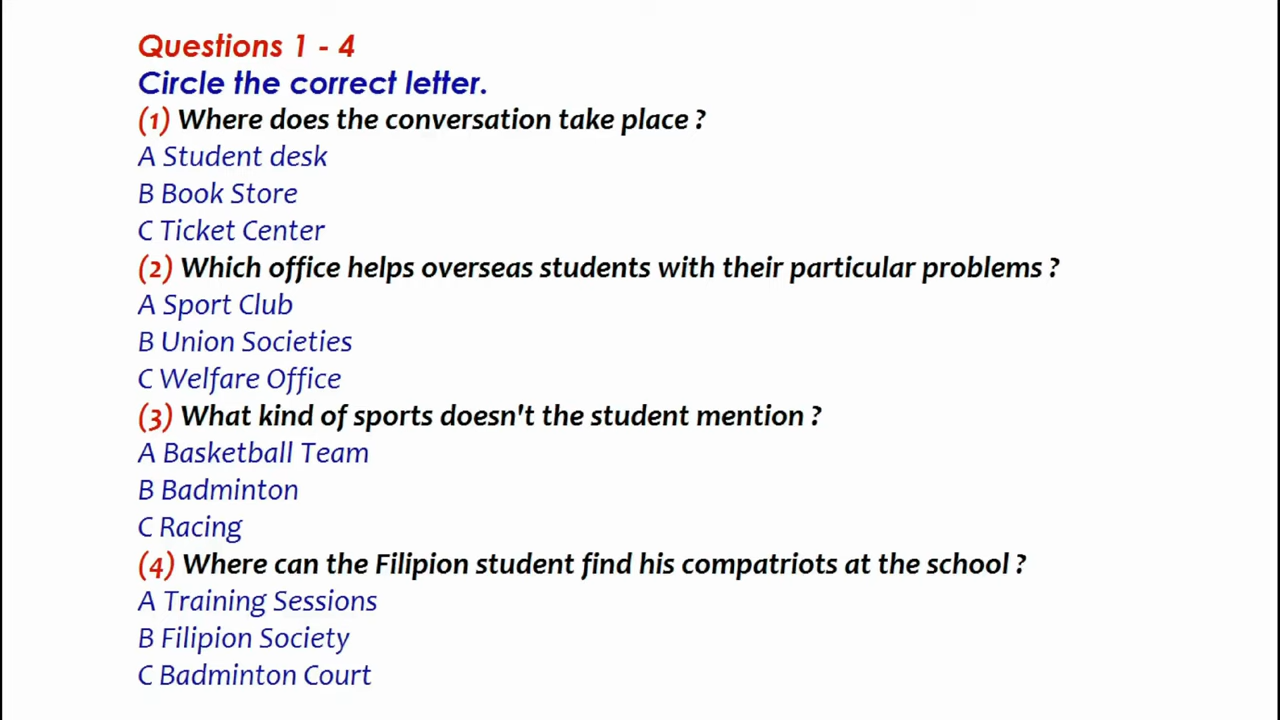 Questions 1 - 4
Circle the correct letter.
(1) Where does the conversation take place ?
A Student desk
B Book Store
C Ticket Center
(2) Which office helps overseas students with their particular problems ?
A Sport Club
B Union Societies
C Welfare Office
(3) What kind of sports doesn't the student mention ?
A Basketball Team
B Badminton
C Racing
(4) Where can the Filipion student find his compatriots at the school ?
A Training Sessions
B Filipion Society
C Badminton Court